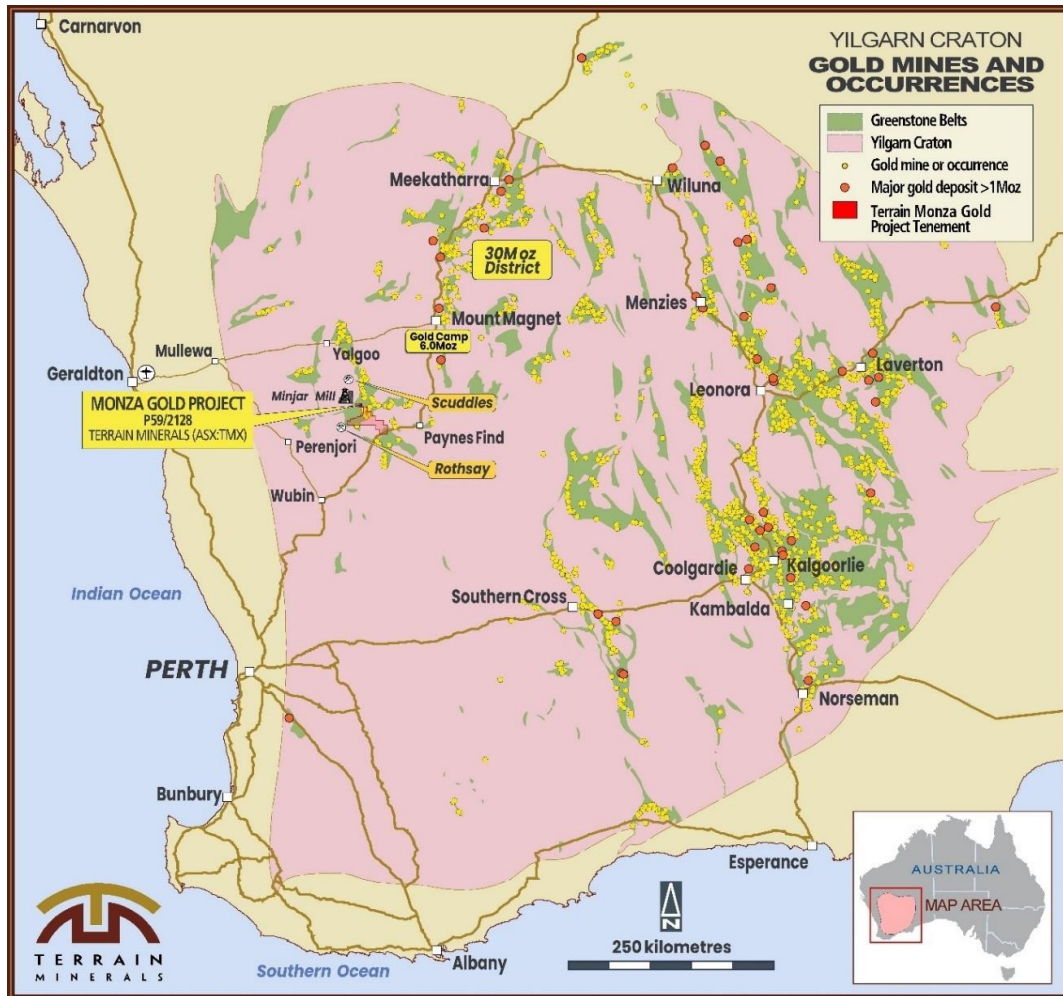 Carnarvon
YILGARN CRATON
GOLD MINES AND
OCCURRENCES
Greenstone Belts
Yilgarn Craton
Gold mine or occurrence
Major gold deposit >1Moz
Terrain Monza Gold
Project Tenement
Meekatharra
Wiluna
30M oz
District
Menzies
Mount Magnet
Gold Camp
6.0Moz
Yalgoo
Mullewa
Geraldton
Laverton
Leonora
Minjar Mill
Scuddles
MONZA GOLD PROJECT
P59/2128
TERRAIN MINERALS (ASX:TMX)
Paynes Find
Perenjori
Rothsay
Wubin
Kalgoorlie
Coolgardie
Indian Ocean
Southern Cross
Kambalda
PERTH
Norseman
Bunbury
Esperance
AUSTRALIA
MAP AREA
N
250 kilometres
TERRAIN
MINERALS
Albany
Southern Ocean